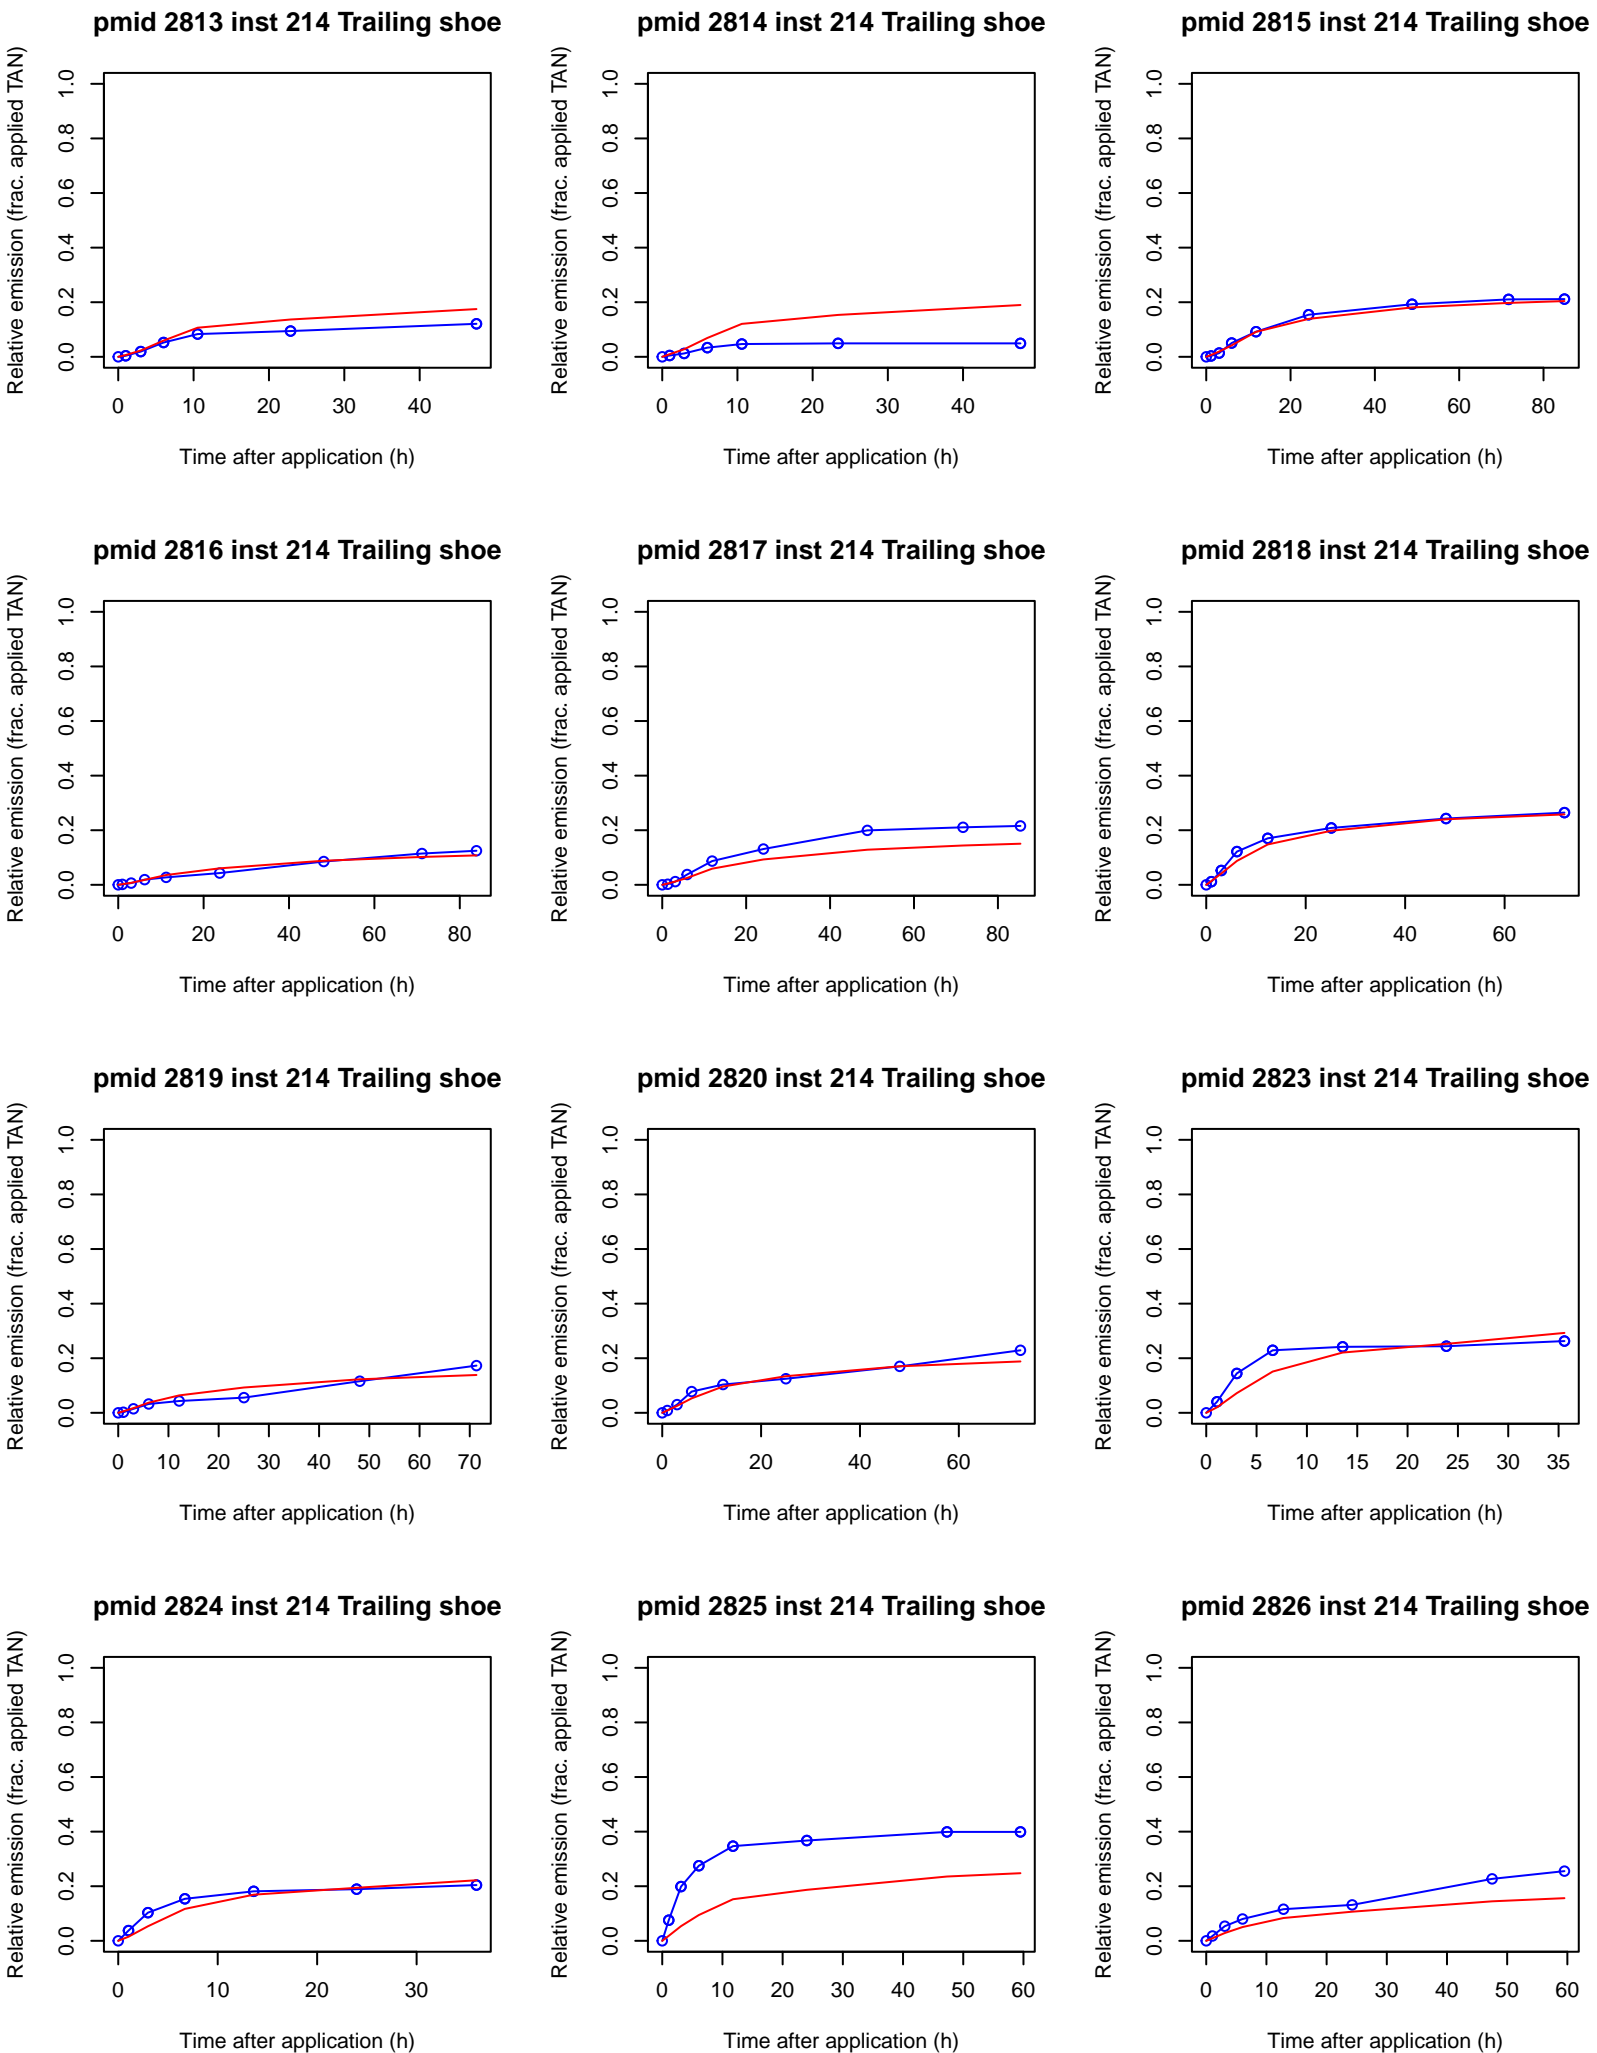 pmid 2813 inst 214 Trailing shoe
Relative emission (frac. applied TAN)
1.0
0.8
0.6
0.4
0.2
0.0
0 10 20 30 40
Time after application (h)
pmid 2814 inst 214 Trailing shoe
Relative emission (frac. applied TAN)
1.0
0.8
0.6
0.4
0.2
0.0
0 10 20 30 40
Time after application (h)
pmid 2815 inst 214 Trailing shoe
Relative emission (frac. applied TAN)
1.0
0.8
0.6
0.4
0.2
0.0
0 20 40 60 80
Time after application (h)
pmid 2816 inst 214 Trailing shoe
Relative emission (frac. applied TAN)
1.0
0.8
0.6
0.4
0.2
0.0
0 20 40 60 80
Time after application (h)
pmid 2817 inst 214 Trailing shoe
Relative emission (frac. applied TAN)
1.0
0.8
0.6
0.4
0.2
0.0
0 20 40 60 80
Time after application (h)
pmid 2818 inst 214 Trailing shoe
Relative emission (frac. applied TAN)
1.0
0.8
0.6
0.4
0.2
0.0
0 20 40 60
Time after application (h)
pmid 2819 inst 214 Trailing shoe
Relative emission (frac. applied TAN)
1.0
0.8
0.6
0.4
0.2
0.0
0 10 20 30 40 50 60 70
Time after application (h)
pmid 2820 inst 214 Trailing shoe
Relative emission (frac. applied TAN)
1.0
0.8
0.6
0.4
0.2
0.0
0 20 40 60
Time after application (h)
pmid 2823 inst 214 Trailing shoe
Relative emission (frac. applied TAN)
1.0
0.8
0.6
0.4
0.2
0.0
0 5 10 15 20 25 30 35
Time after application (h)
pmid 2824 inst 214 Trailing shoe
Relative emission (frac. applied TAN)
1.0
0.8
0.6
0.4
0.2
0.0
0 10 20 30
Time after application (h)
pmid 2825 inst 214 Trailing shoe
Relative emission (frac. applied TAN)
1.0
0.8
0.6
0.4
0.2
0.0
0 10 20 30 40 50 60
Time after application (h)
pmid 2826 inst 214 Trailing shoe
Relative emission (frac. applied TAN)
1.0
0.8
0.6
0.4
0.2
0.0
0 10 20 30 40 50 60
Time after application (h)